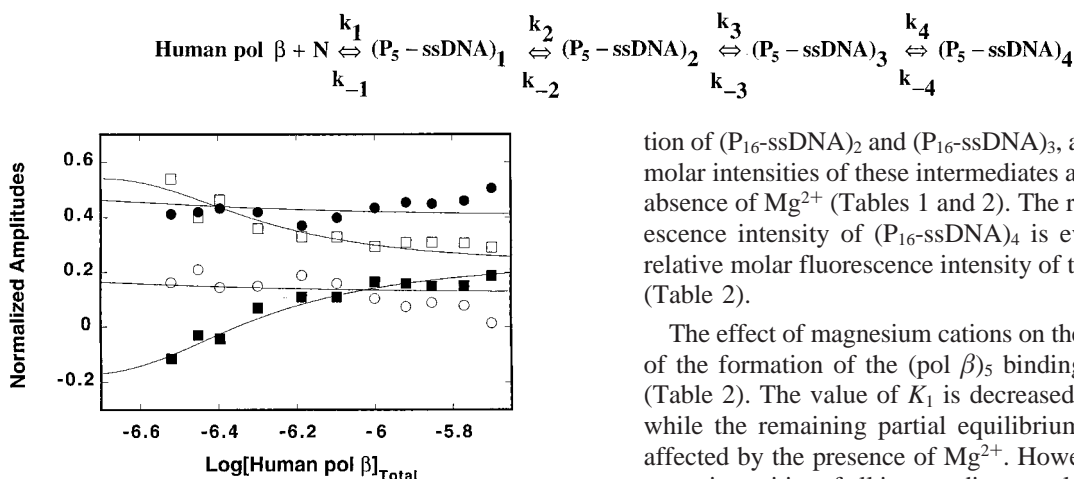 k1 k2 k3 k4
Human pol β + N ⇔ (P5 – ssDNA)1 ⇔ (P5 – ssDNA)2 ⇔ (P5 – ssDNA)3 ⇔ (P5 – ssDNA)4
k–1 k–2 k–3 k–4
Normalized Amplitudes
0.6
0.4
0.2
0
-0.2
-6.6 -6.4 -6.2 -6 -5.8
Log[Human pol β]Total
tion of (P16-ssDNA)2 and (P16-ssDNA)3, a
molar intensities of these intermediates a
absence of Mg2+ (Tables 1 and 2). The r
escence intensity of (P16-ssDNA)4 is ev
relative molar fluorescence intensity of t
(Table 2).
The effect of magnesium cations on the
of the formation of the (pol β)5 binding
(Table 2). The value of K1 is decreased
while the remaining partial equilibrium
affected by the presence of Mg2+. Howev